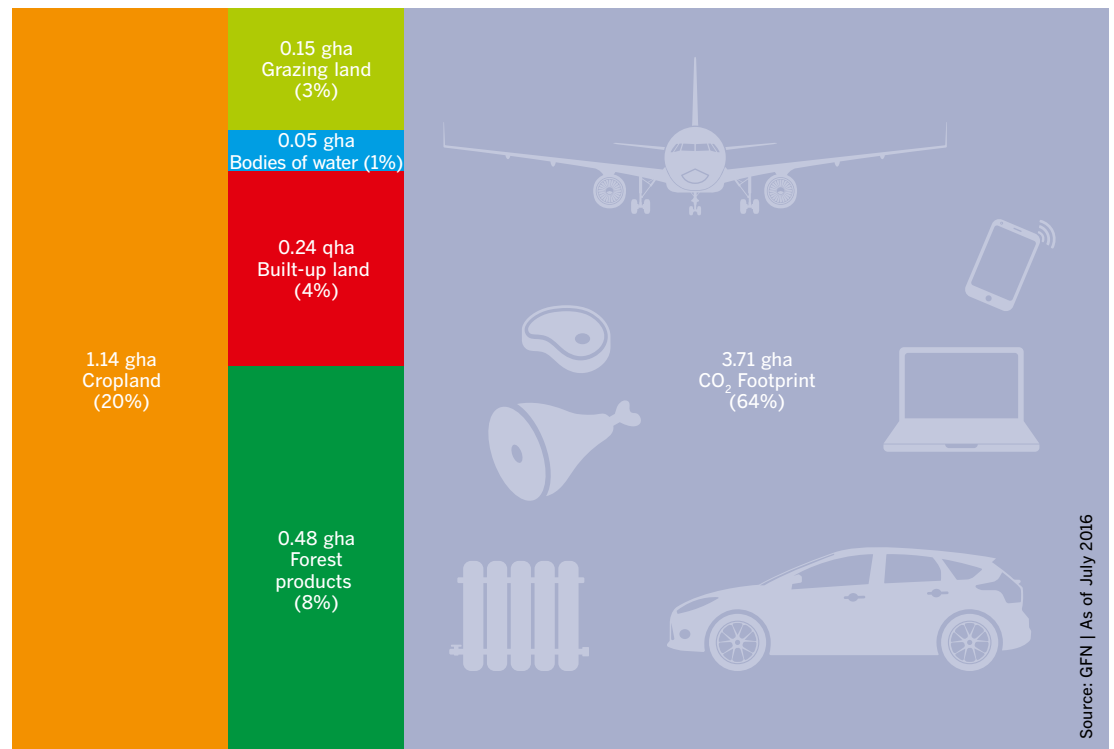 0.15 gha
Grazing land
(3%)
0.05 gha
Bodies of water (1%)
0.24 qha
Built-up land
(4%)
1.14 gha
Cropland
(20%)
3.71 gha
CO₂ Footprint
(64%)
0.48 gha
Forest
products
(8%)
Source: GFN | As of July 2016